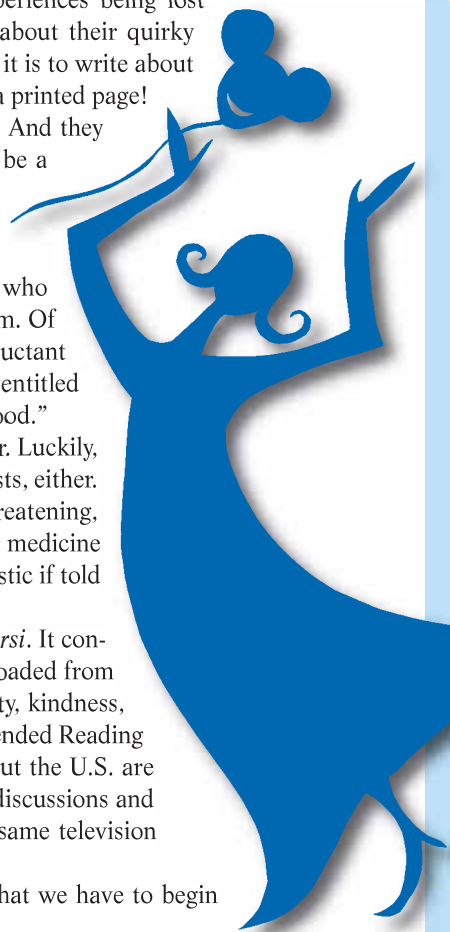 periences being lost
about their quirky
it is to write about
a printed page!
And they
be a
who
m. Of
uctant
entitled
ood.”
r. Luckily,
sts, either.
reatening,
medicine
stic if told
rsi. It con-
oaded from
ty, kindness,
ended Reading
out the U.S. are
discussions and
same television
hat we have to begin